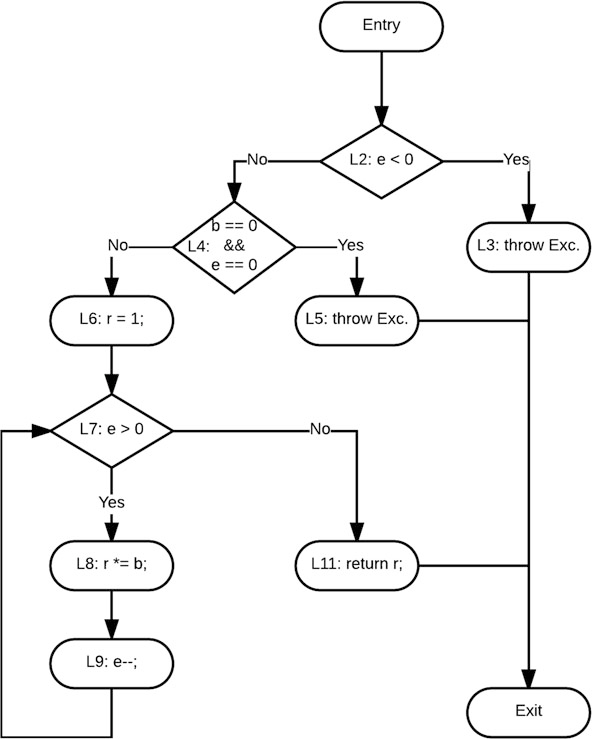 Entry
L2: e < 0
No
Yes
b == 0
L4: &&
e == 0
L3: throw Exc.
No
Yes
L6: r = 1;
L5: throw Exc.
L7: e > 0
No
Yes
L8: r *= b;
L11: return r;
L9: e--;
Exit